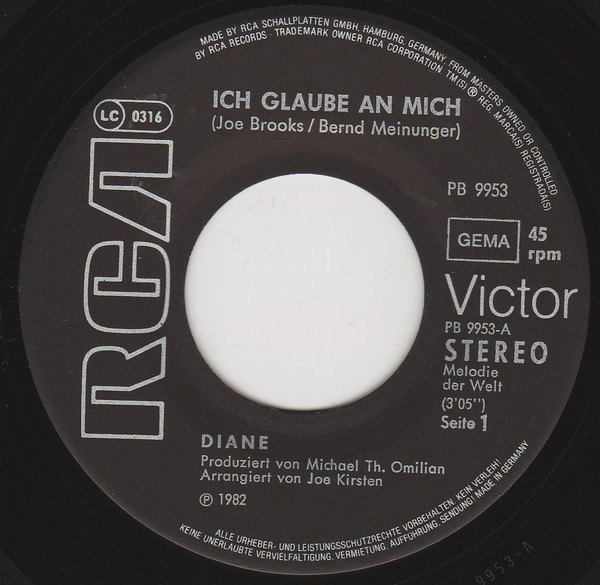 MADE BY RCA SCHALLPLATTEN GMBH, HAMBURG, GERMANY, FROM MASTERS OWNED OR CONTROLLED
BY RCA RECORDS · TRADEMARK OWNER RCA CORPORATION TM(S) ® REG. MARCA(S) REGISTRADA(S)
ICH GLAUBE AN MICH
(Joe Brooks / Bernd Meinunger)
LC 0316
RCA
PB 9953
GEMA
45
rpm
Victor
PB 9953-A
STEREO
Melodie
der Welt
(3'05'')
Seite 1
DIANE
Produziert von Michael Th. Omilian
Arrangiert von Joe Kirsten
℗ 1982
ALLE URHEBER- UND LEISTUNGSSCHUTZRECHTE VORBEHALTEN. KEIN VERLEIH!
KEINE UNERLAUBTE VERVIELFÄLTIGUNG, VERMIETUNG, AUFFÜHRUNG, SENDUNG! MADE IN GERMANY
9953-A